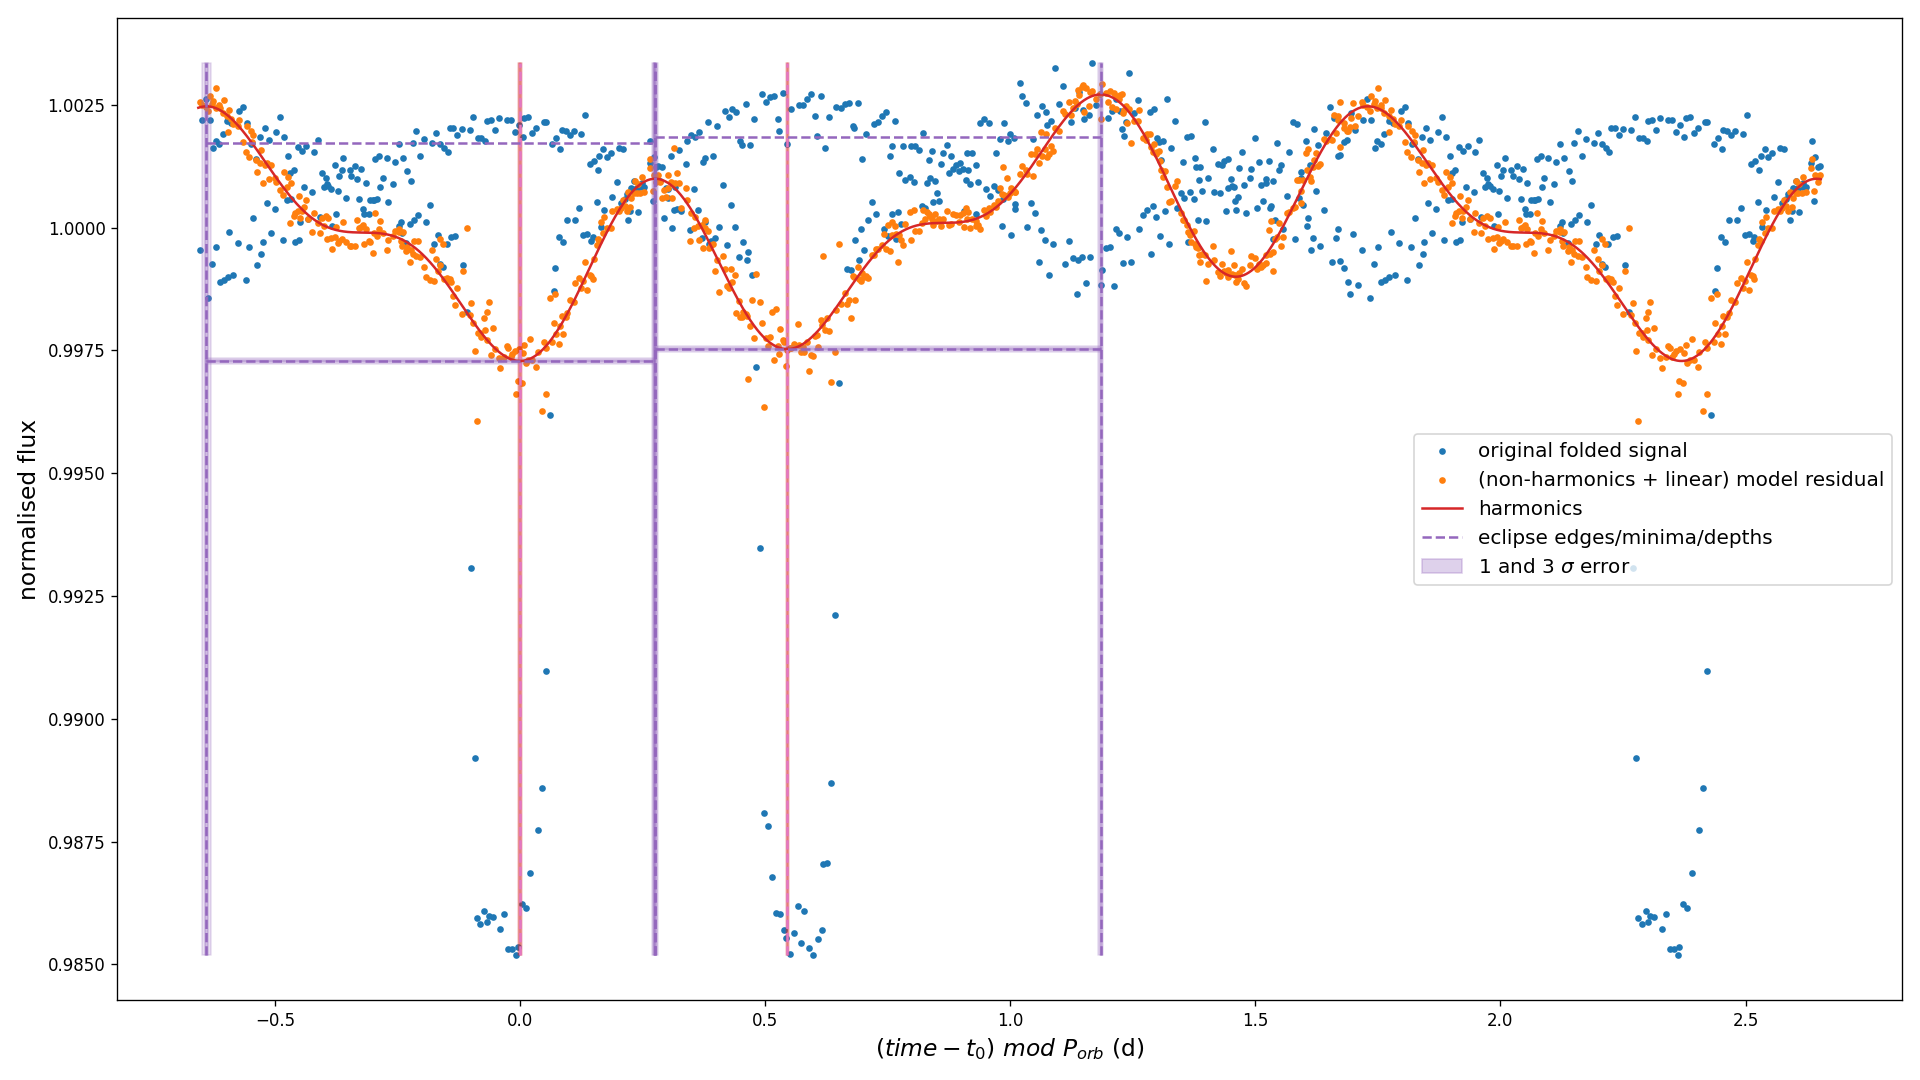 1.0025
1.0000
0.9975
0.9950
0.9925
0.9900
0.9875
0.9850
normalised flux
original folded signal
(non-harmonics + linear) model residual
harmonics
eclipse edges/minima/depths
1 and 3 σ error
−0.5 0.0 0.5 1.0 1.5 2.0 2.5
(time − t₀) mod Pₒᵣb (d)